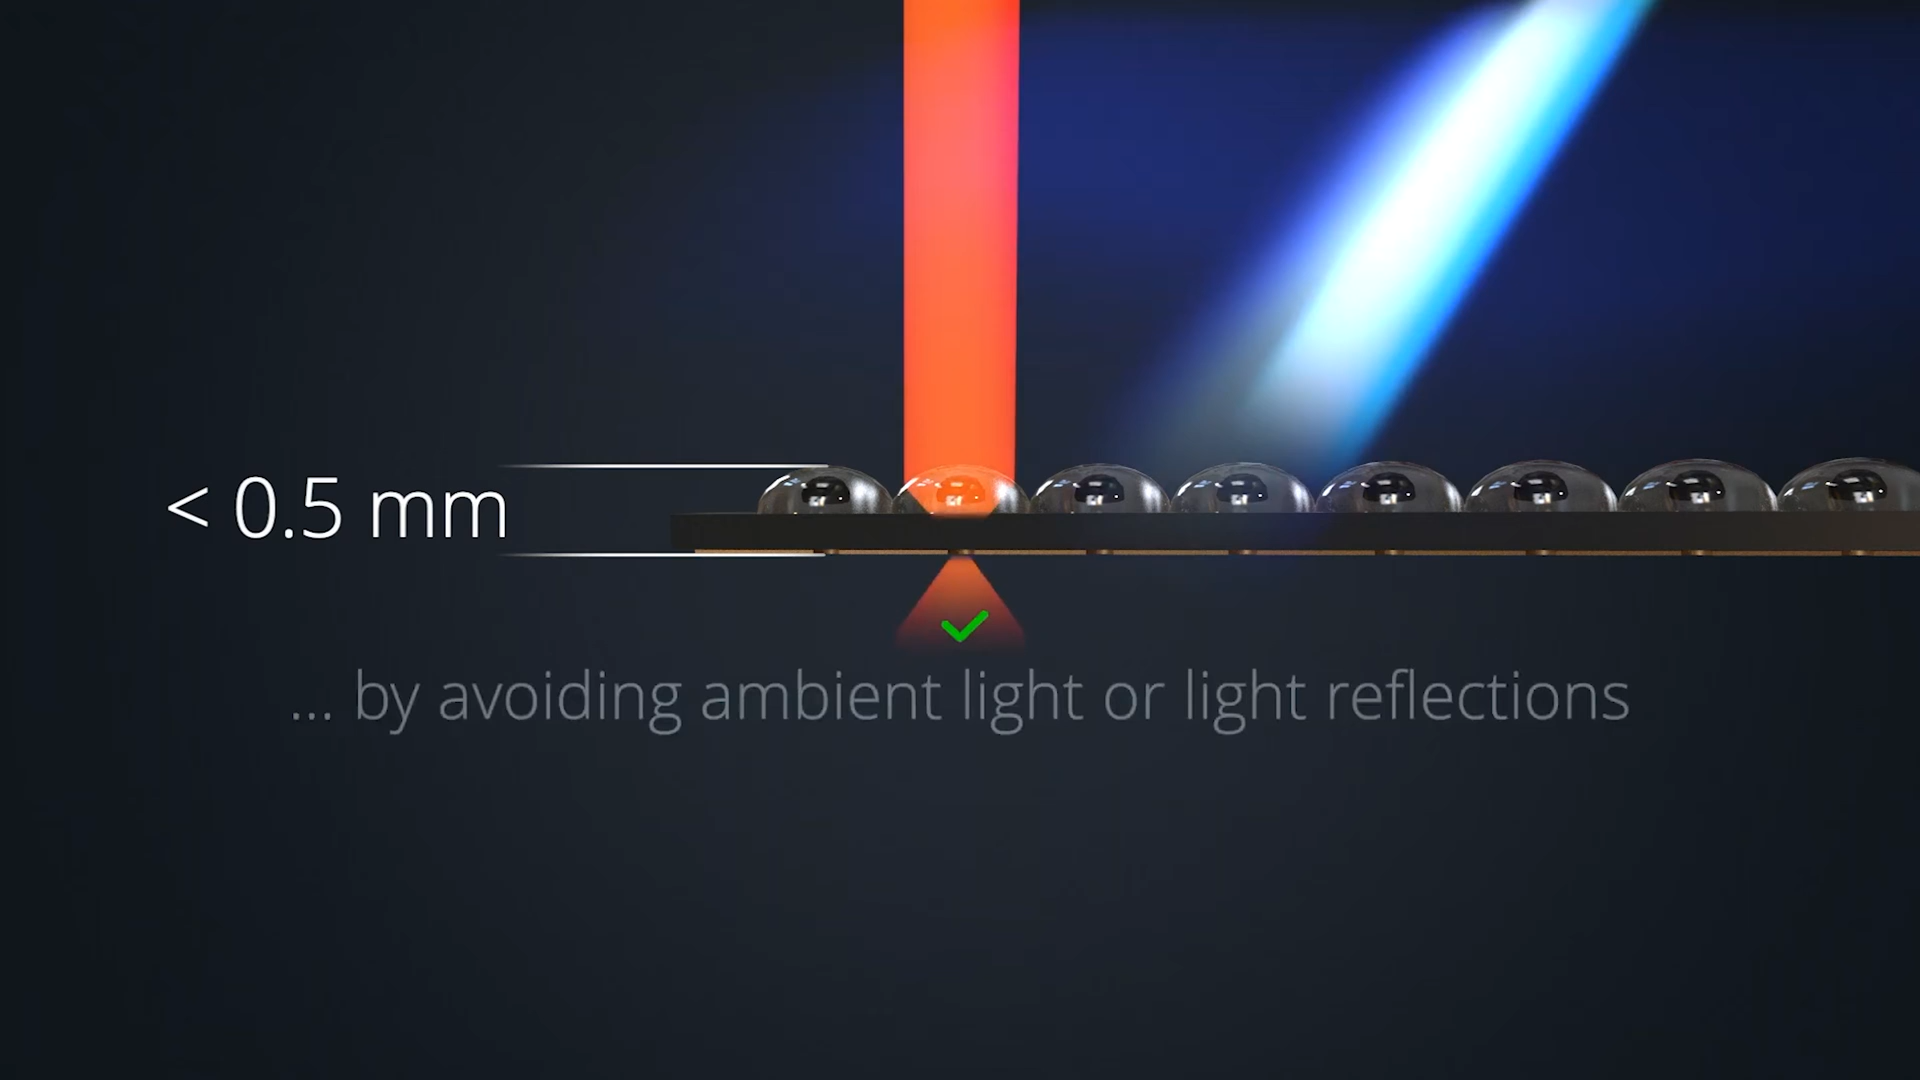 < 0.5 mm
... by avoiding ambient light or light reflections